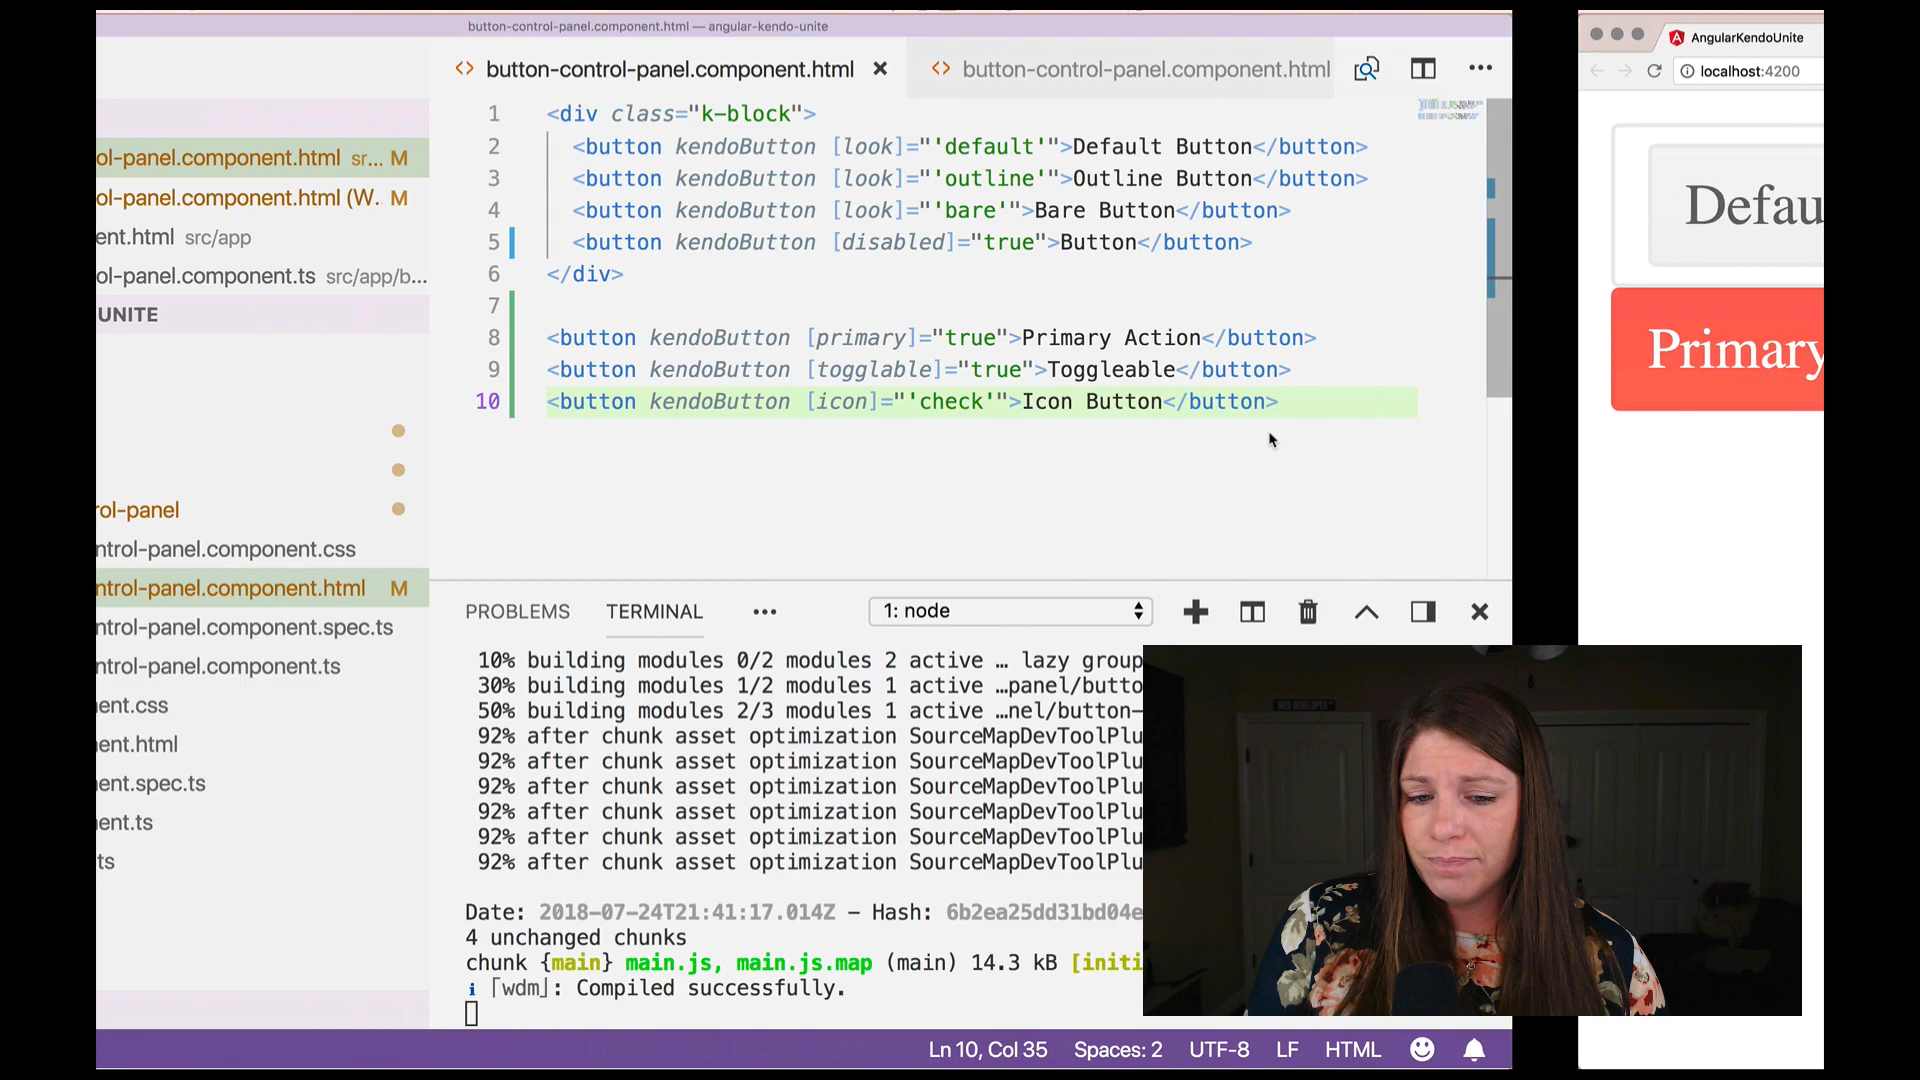 button-control-panel.component.html — angular-kendo-unite
button-control-panel.component.html
button-control-panel.component.html
1 <div class="k-block">
2 <button kendoButton [look]="'default'">Default Button</button>
3 <button kendoButton [look]="'outline'">Outline Button</button>
4 <button kendoButton [look]="'bare'">Bare Button</button>
5 <button kendoButton [disabled]="true">Button</button>
6 </div>
7
8 <button kendoButton [primary]="true">Primary Action</button>
9 <button kendoButton [togglable]="true">Toggleable</button>
10 <button kendoButton [icon]="'check'">Icon Button</button>
ol-panel.component.html sr... M
ol-panel.component.html (W. M
ent.html src/app
ol-panel.component.ts src/app/b...
UNITE
rol-panel
ntrol-panel.component.css
ntrol-panel.component.html M
ntrol-panel.component.spec.ts
ntrol-panel.component.ts
ent.css
ent.html
ent.spec.ts
ent.ts
ts
PROBLEMS TERMINAL 1: node
10% building modules 0/2 modules 2 active … lazy group
30% building modules 1/2 modules 1 active …panel/butto
50% building modules 2/3 modules 1 active …nel/button-
92% after chunk asset optimization SourceMapDevToolPlu
92% after chunk asset optimization SourceMapDevToolPlu
92% after chunk asset optimization SourceMapDevToolPlu
92% after chunk asset optimization SourceMapDevToolPlu
92% after chunk asset optimization SourceMapDevToolPlu
92% after chunk asset optimization SourceMapDevToolPlu
Date: 2018-07-24T21:41:17.014Z - Hash: 6b2ea25dd31bd04e
4 unchanged chunks
chunk {main} main.js, main.js.map (main) 14.3 kB [initi
i ｢wdm｣: Compiled successfully.
Ln 10, Col 35 Spaces: 2 UTF-8 LF HTML
AngularKendoUnite
localhost:4200
Defau
Primary
WEB DEVELOPER